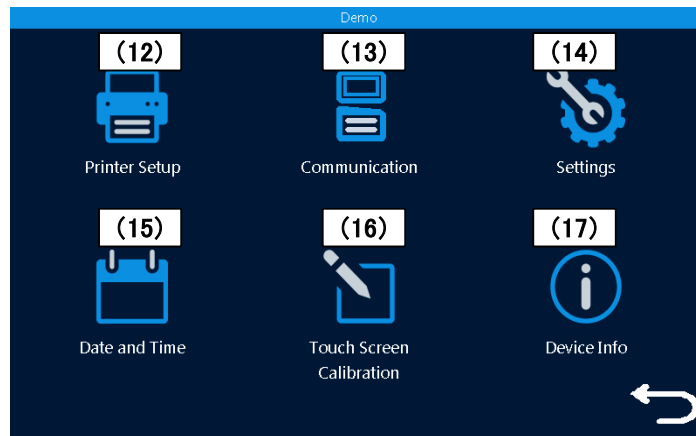 Demo
(12) (13) (14)
Printer Setup Communication Settings
(15) (16) (17)
Date and Time Touch Screen Calibration Device Info